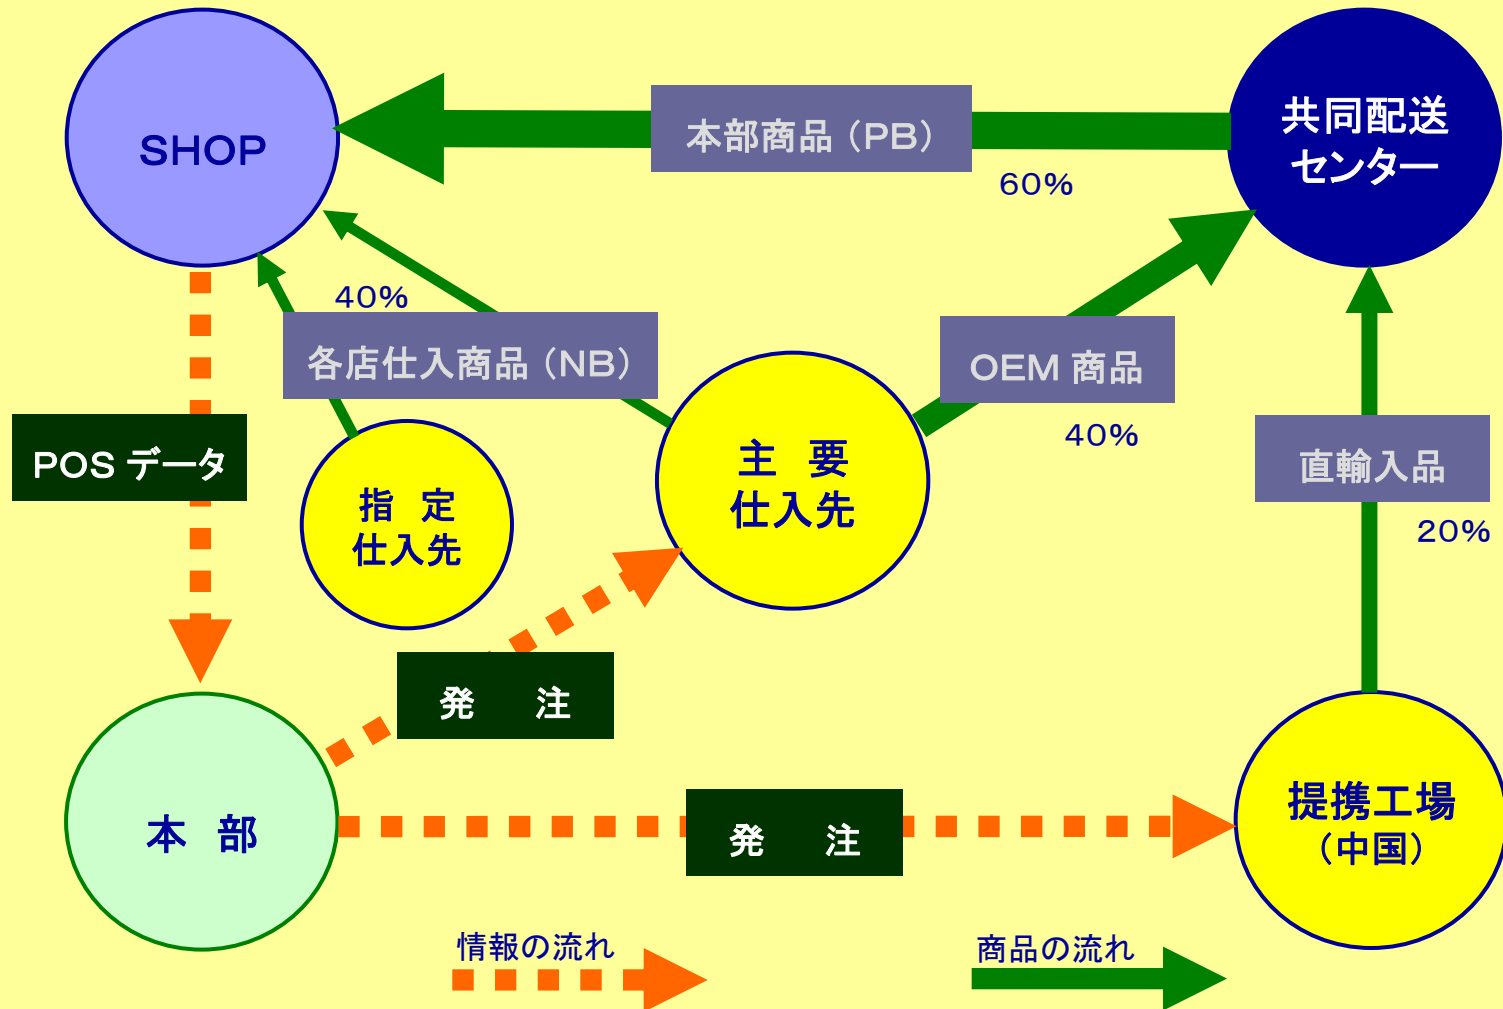 SHOP
本部商品（PB）
60%
共同配送
センター
40%
各店仕入商品（NB）
OEM 商品
40%
POS データ
指 定
仕入先
主 要
仕入先
直輸入品
20%
発 注
本 部
発 注
提携工場
（中国）
情報の流れ
商品の流れ